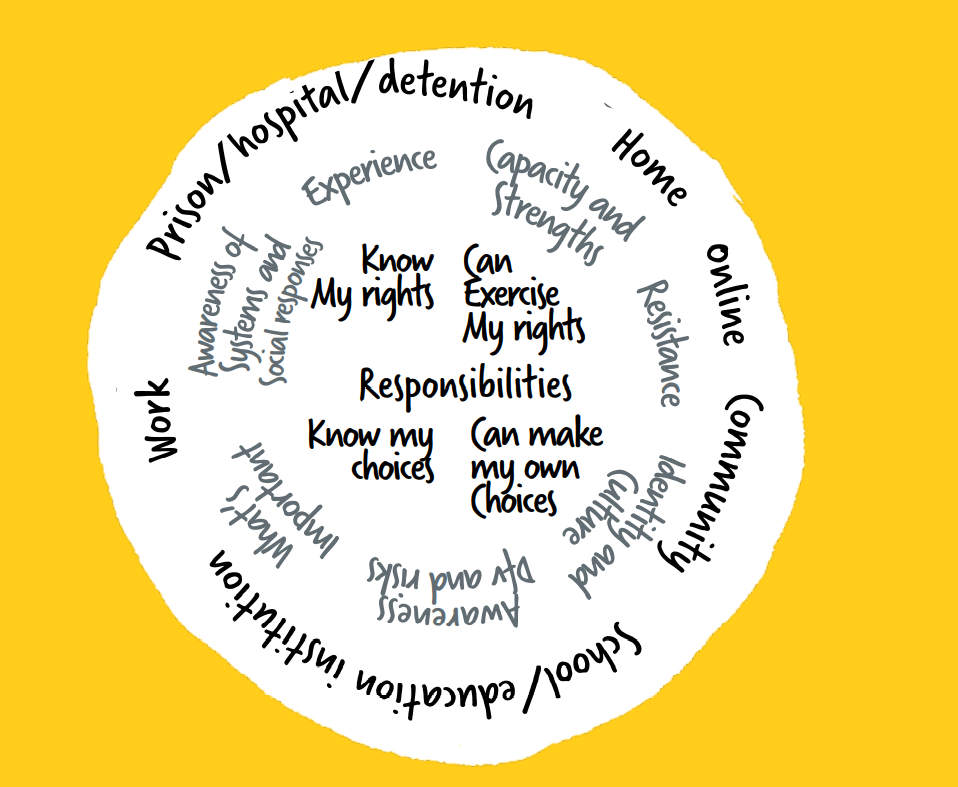 Prison/hospital/detention
Home
online
Community
School/education institution
Work
Experience
Capacity and
Strengths
Resistance
Identity and
Culture
Awareness
Dfv and risks
What's
Important
Awareness of
Systems and
Social responses
Know
My rights
Can
Exercise
My rights
Responsibilities
Know my
choices
Can make
my own
Choices